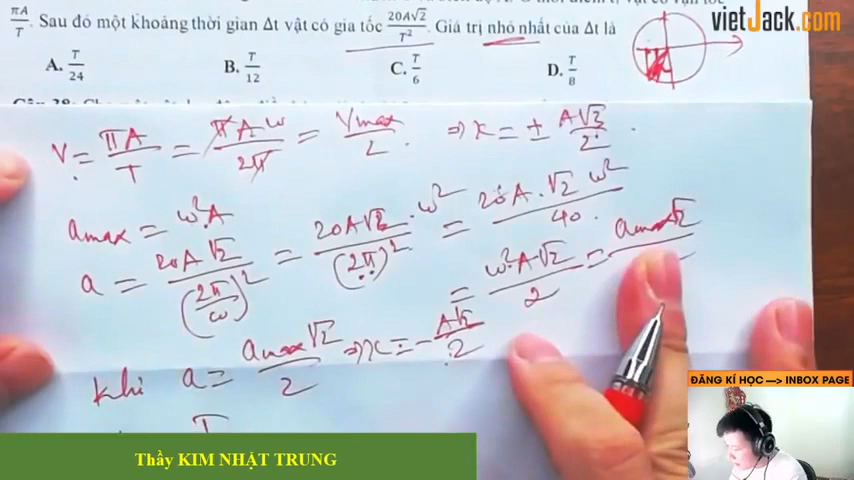 vietJack.com
πA/T. Sau đó một khoảng thời gian Δt vật có gia tốc 20A√2/T². Giá trị nhỏ nhất của Δt là
A. T/24 B. T/12 C. T/6 D. T/8
V = πA/T = πAω/2π = Vmax/2 . ⇒ x = ± A√2/2 .
amax = ω²A
a = 20A√2/(2π/ω)² = 20A√2/(2π)² . ω² = 20A.√2 ω²/40.
= ω²A.√2/2 = amax√2
Khi a = amax√2/2 ⇒ x = - A√2/2
T
ĐĂNG KÍ HỌC —> INBOX PAGE
Thầy KIM NHẬT TRUNG